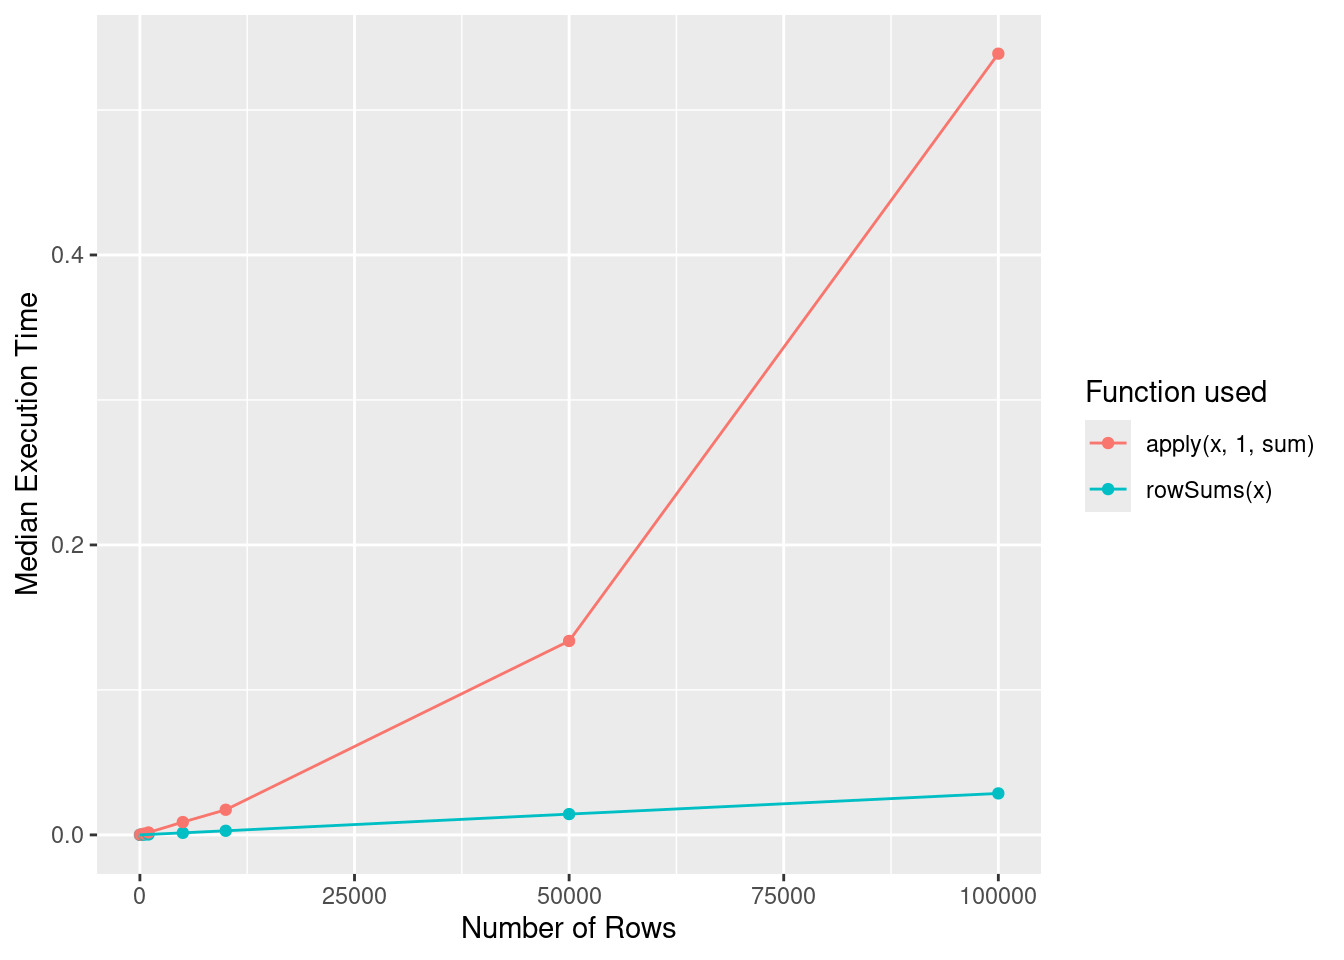 0.4
0.2
0.0
Median Execution Time
0
25000
50000
75000
100000
Number of Rows
Function used
apply(x, 1, sum)
rowSums(x)